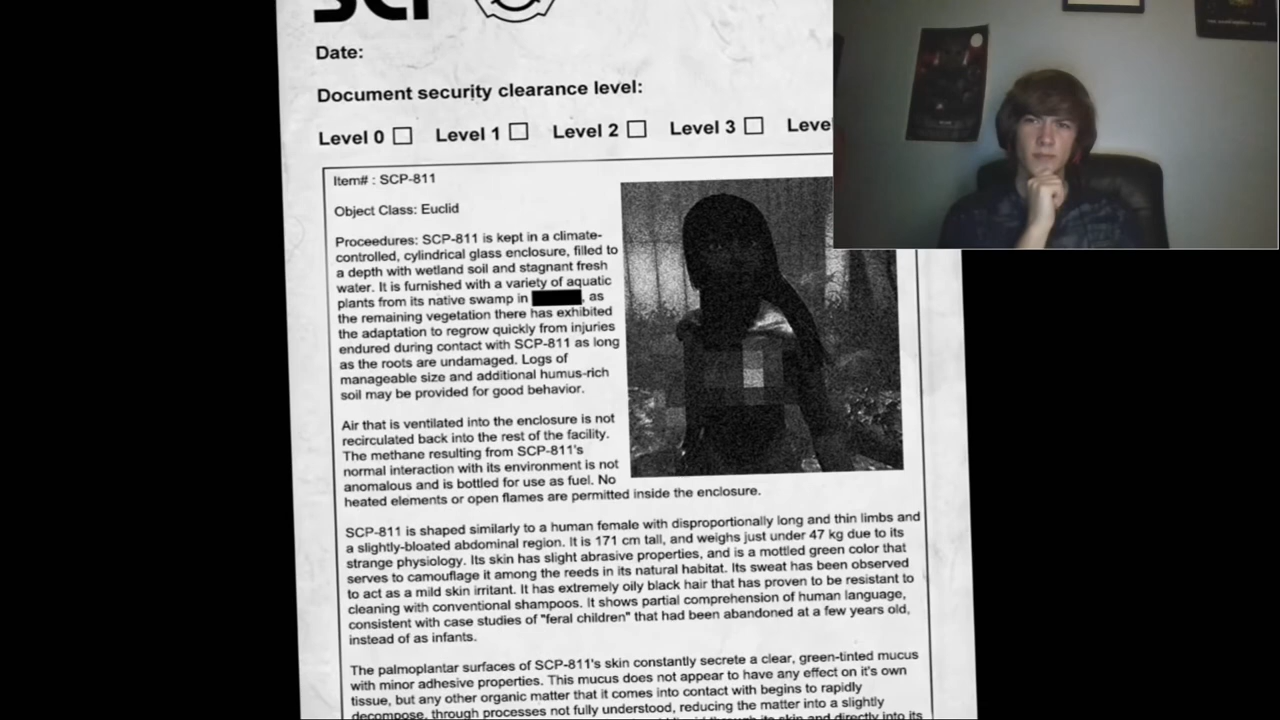 SCP
Date:
Document security clearance level:
Level 0 Level 1 Level 2 Level 3 Leve
Item# : SCP-811
Object Class: Euclid
Proceedures: SCP-811 is kept in a climate-
controlled, cylindrical glass enclosure, filled to
a depth with wetland soil and stagnant fresh
water. It is furnished with a variety of aquatic
plants from its native swamp in , as
the remaining vegetation there has exhibited
the adaptation to regrow quickly from injuries
endured during contact with SCP-811 as long
as the roots are undamaged. Logs of
manageable size and additional humus-rich
soil may be provided for good behavior.
Air that is ventilated into the enclosure is not
recirculated back into the rest of the facility.
The methane resulting from SCP-811's
normal interaction with its environment is not
anomalous and is bottled for use as fuel. No
heated elements or open flames are permitted inside the enclosure.
SCP-811 is shaped similarly to a human female with disproportionally long and thin limbs and
a slightly-bloated abdominal region. It is 171 cm tall, and weighs just under 47 kg due to its
strange physiology. Its skin has slight abrasive properties, and is a mottled green color that
serves to camouflage it among the reeds in its natural habitat. Its sweat has been observed
to act as a mild skin irritant. It has extremely oily black hair that has proven to be resistant to
cleaning with conventional shampoos. It shows partial comprehension of human language,
consistent with case studies of "feral children" that had been abandoned at a few years old,
instead of as infants.
The palmoplantar surfaces of SCP-811's skin constantly secrete a clear, green-tinted mucus
with minor adhesive properties. This mucus does not appear to have any effect on it's own
tissue, but any other organic matter that it comes into contact with begins to rapidly
decompose, through processes not fully understood, reducing the matter into a slightly
through its skin and directly into its